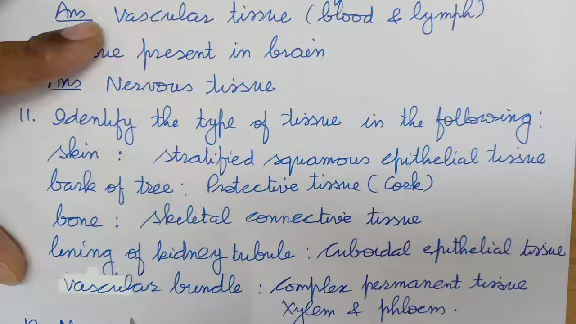 Ans Vascular tissue (blood & lymph)
present in brain
Ans Nervous tissue
11. Identify the type of tissue in the following:
skin: stratified squamous epithelial tissue
bark of tree: Protective tissue (Cork)
bone: skeletal connective tissue
lining of kidney tubule: Cuboidal epithelial tissue
vascular bundle: Complex permanent tissue
Xylem & phloem.